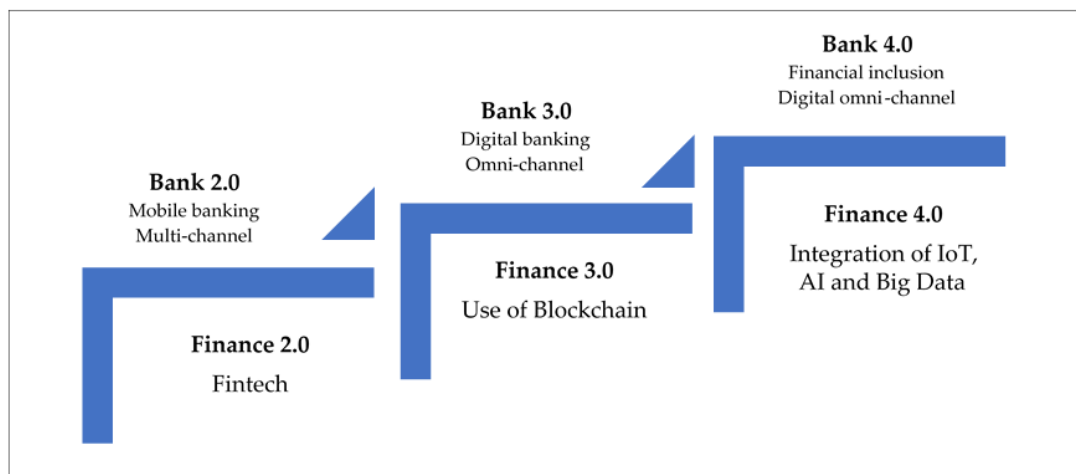 Bank 2.0
Mobile banking
Multi-channel
Finance 2.0
Fintech
Bank 3.0
Digital banking
Omni-channel
Finance 3.0
Use of Blockchain
Bank 4.0
Financial inclusion
Digital omni-channel
Finance 4.0
Integration of IoT,
AI and Big Data